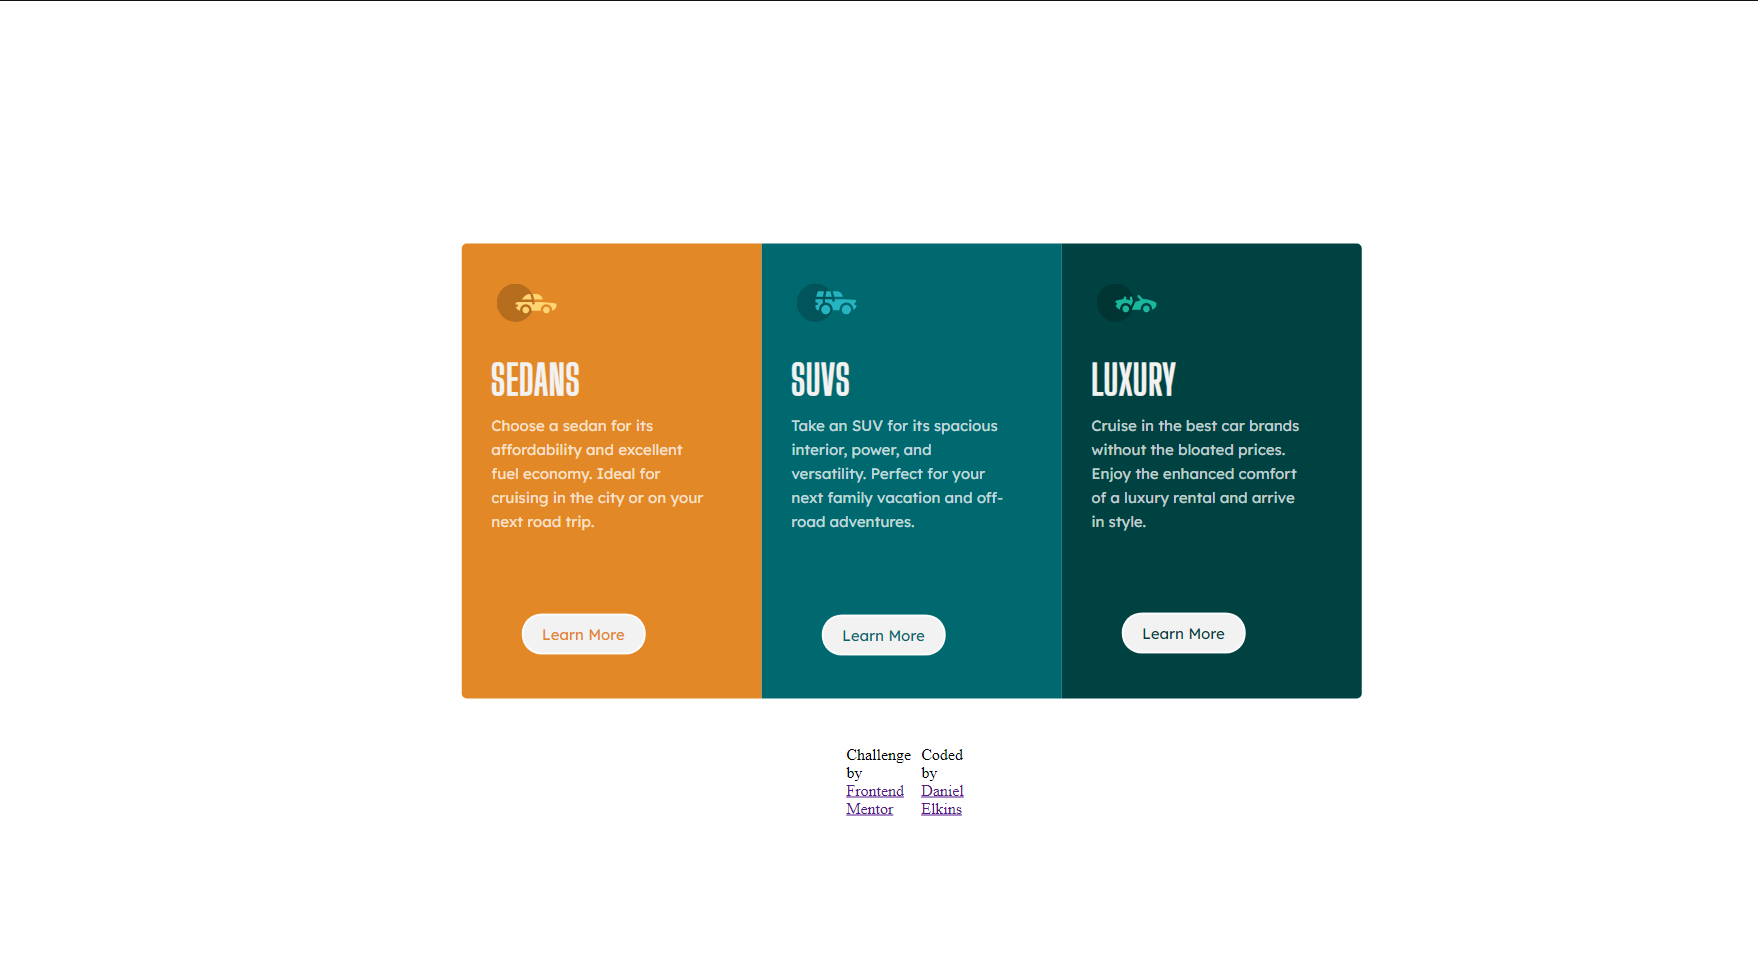 SEDANS
Choose a sedan for its
affordability and excellent
fuel economy. Ideal for
cruising in the city or on your
next road trip.
Learn More
SUVS
Take an SUV for its spacious
interior, power, and
versatility. Perfect for your
next family vacation and off-
road adventures.
Learn More
LUXURY
Cruise in the best car brands
without the bloated prices.
Enjoy the enhanced comfort
of a luxury rental and arrive
in style.
Learn More
Challenge
by
Frontend
Mentor
Coded
by
Daniel
Elkins